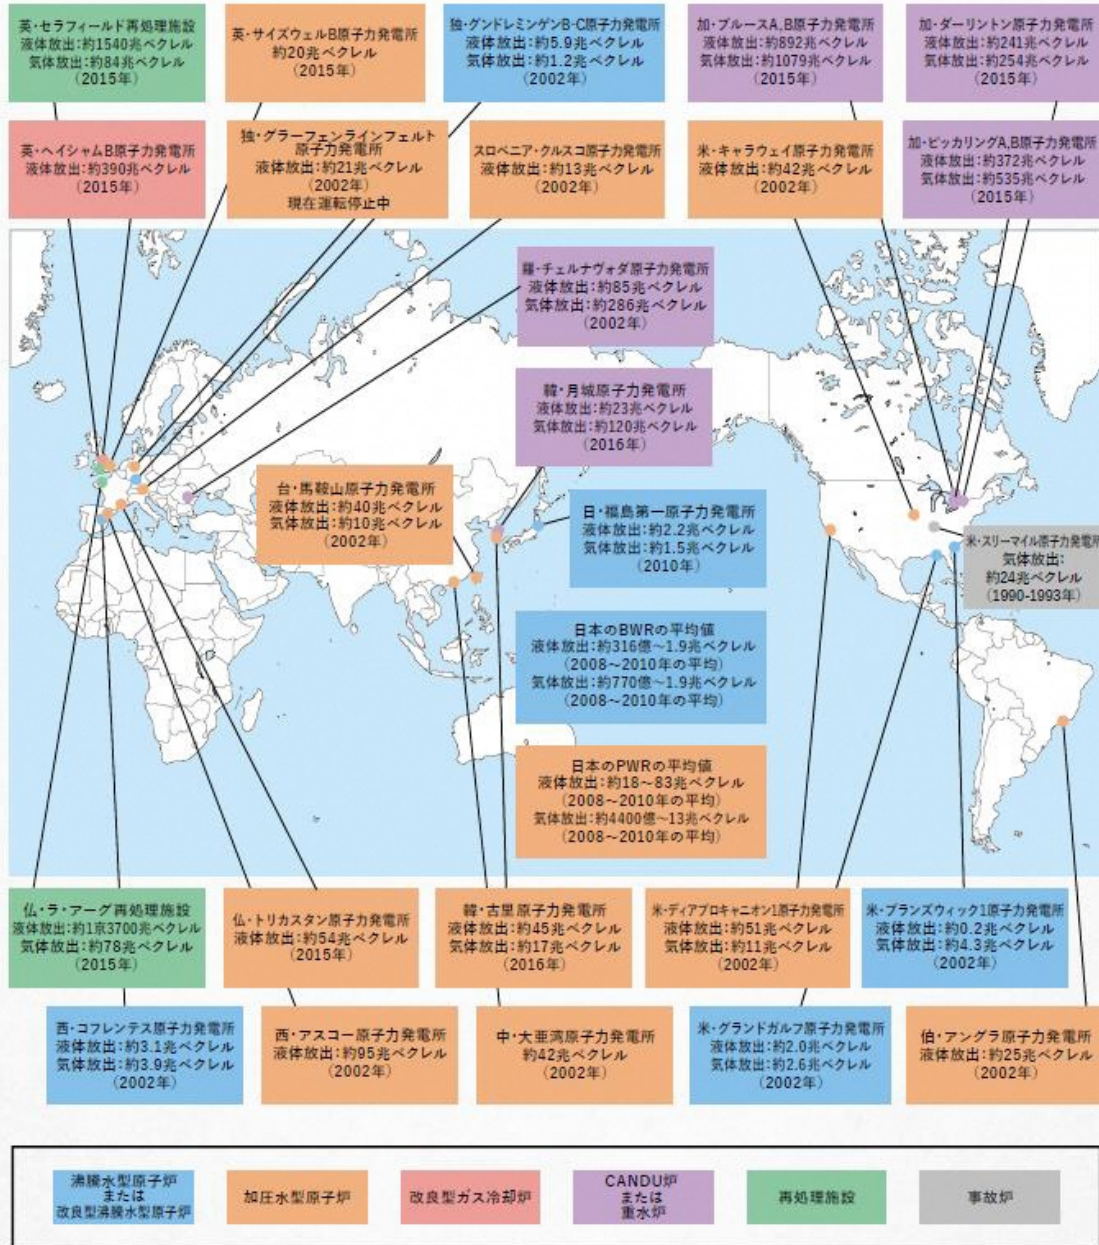 英・セラフィールド再処理施設
液体放出:約1540兆ベクレル
気体放出:約84兆ベクレル
(2015年)
英・サイズウェルB原子力発電所
約20兆ベクレル
(2015年)
独・グンドレミンゲンB-C原子力発電所
液体放出:約5.9兆ベクレル
気体放出:約1.2兆ベクレル
(2002年)
加・ブルースA,B原子力発電所
液体放出:約892兆ベクレル
気体放出:約1079兆ベクレル
(2015年)
加・ダーリントン原子力発電所
液体放出:約241兆ベクレル
気体放出:約254兆ベクレル
(2015年)
英・ヘイシャムB原子力発電所
液体放出:約390兆ベクレル
(2015年)
独・グラーフェンラインフェルト
原子力発電所
液体放出:約21兆ベクレル
(2002年)
現在運転停止中
スロベニア・クルスコ原子力発電所
液体放出:約13兆ベクレル
(2002年)
米・キャラウェイ原子力発電所
液体放出:約42兆ベクレル
(2002年)
加・ピッカリングA,B原子力発電所
液体放出:約372兆ベクレル
気体放出:約535兆ベクレル
(2015年)
羅・チェルナヴォダ原子力発電所
液体放出:約85兆ベクレル
気体放出:約286兆ベクレル
(2002年)
韓・月城原子力発電所
液体放出:約23兆ベクレル
気体放出:約120兆ベクレル
(2016年)
台・馬鞍山原子力発電所
液体放出:約40兆ベクレル
気体放出:約10兆ベクレル
(2002年)
日・福島第一原子力発電所
液体放出:約2.2兆ベクレル
気体放出:約1.5兆ベクレル
(2010年)
米・スリーマイル原子力発電所
気体放出:
約24兆ベクレル
(1990-1993年)
日本のBWRの平均値
液体放出:約316億~1.9兆ベクレル
(2008~2010年の平均)
気体放出:約770億~1.9兆ベクレル
(2008~2010年の平均)
日本のPWRの平均値
液体放出:約18~83兆ベクレル
(2008~2010年の平均)
気体放出:約4400億~13兆ベクレル
(2008~2010年の平均)
仏・ラ・アーグ再処理施設
液体放出:約1京3700兆ベクレル
気体放出:約78兆ベクレル
(2015年)
仏・トリカスタン原子力発電所
液体放出:約54兆ベクレル
(2015年)
韓・古里原子力発電所
液体放出:約45兆ベクレル
気体放出:約17兆ベクレル
(2016年)
米・ディアブロキャニオン1原子力発電所
液体放出:約51兆ベクレル
気体放出:約11兆ベクレル
(2002年)
米・ブランズウィック1原子力発電所
液体放出:約0.2兆ベクレル
気体放出:約4.3兆ベクレル
(2002年)
西・コフレンテス原子力発電所
液体放出:約3.1兆ベクレル
気体放出:約3.9兆ベクレル
(2002年)
西・アスコー原子力発電所
液体放出:約95兆ベクレル
(2002年)
中・大亜湾原子力発電所
約42兆ベクレル
(2002年)
米・グランドガルフ原子力発電所
液体放出:約2.0兆ベクレル
気体放出:約2.6兆ベクレル
(2002年)
伯・アングラ原子力発電所
液体放出:約25兆ベクレル
(2002年)
沸騰水型原子炉
または
改良型沸騰水型原子炉
加圧水型原子炉
改良型ガス冷却炉
CANDU炉
または
重水炉
再処理施設
事故炉